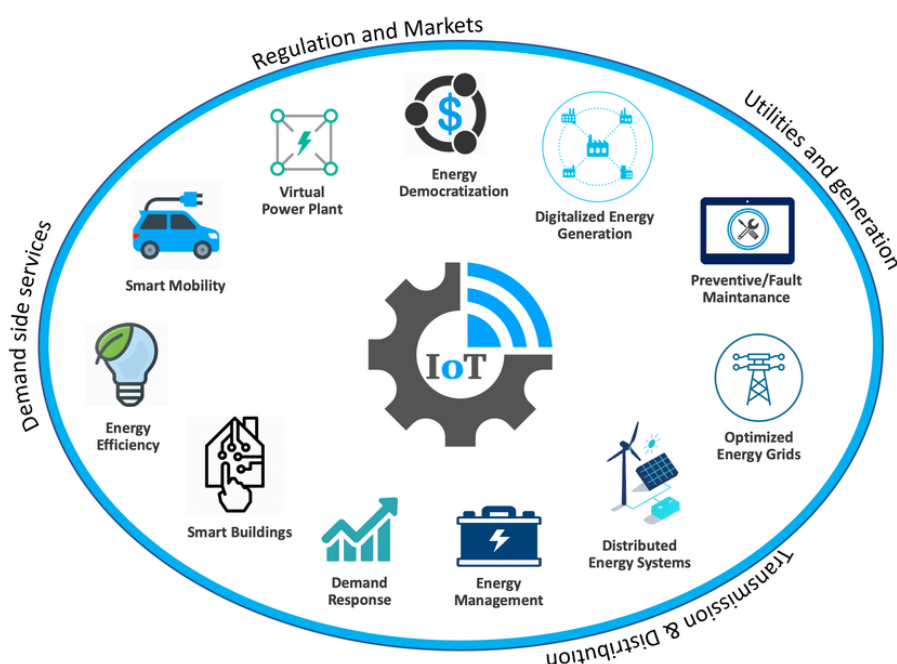 Regulation and Markets
Utilities and generation
Demand side services
Transmission & Distribution
Virtual
Power Plant
$
Energy
Democratization
Digitalized Energy
Generation
Smart Mobility
Preventive/Fault
Maintanance
IoT
Energy
Efficiency
Optimized
Energy Grids
Smart Buildings
Distributed
Energy Systems
Demand
Response
Energy
Management